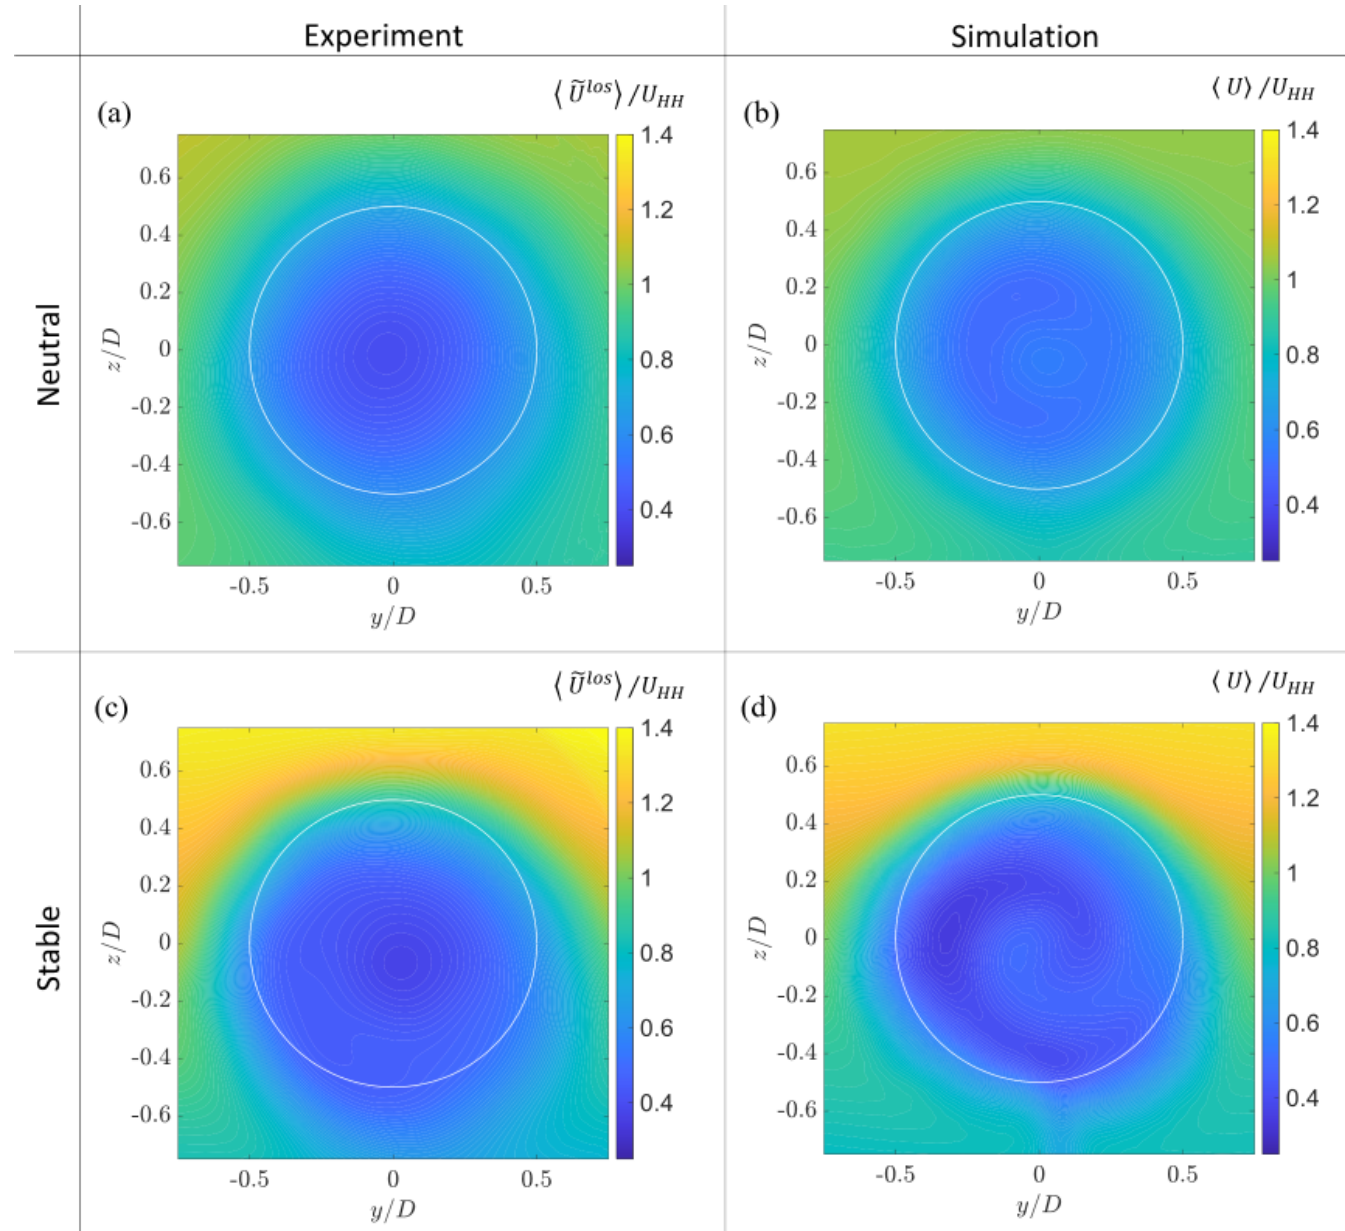 Experiment
Simulation
Neutral
(a)
⟨ Ũ^los⟩ /U_HH
0.6
0.4
0.2
0
-0.2
-0.4
-0.6
z/D
-0.5 0 0.5
y/D
1.4
1.2
1
0.8
0.6
0.4
(b)
⟨ U⟩ /U_HH
0.6
0.4
0.2
0
-0.2
-0.4
-0.6
z/D
-0.5 0 0.5
y/D
1.4
1.2
1
0.8
0.6
0.4
Stable
(c)
⟨ Ũ^los⟩ /U_HH
0.6
0.4
0.2
0
-0.2
-0.4
-0.6
z/D
-0.5 0 0.5
y/D
1.4
1.2
1
0.8
0.6
0.4
(d)
⟨ U⟩ /U_HH
0.6
0.4
0.2
0
-0.2
-0.4
-0.6
z/D
-0.5 0 0.5
y/D
1.4
1.2
1
0.8
0.6
0.4